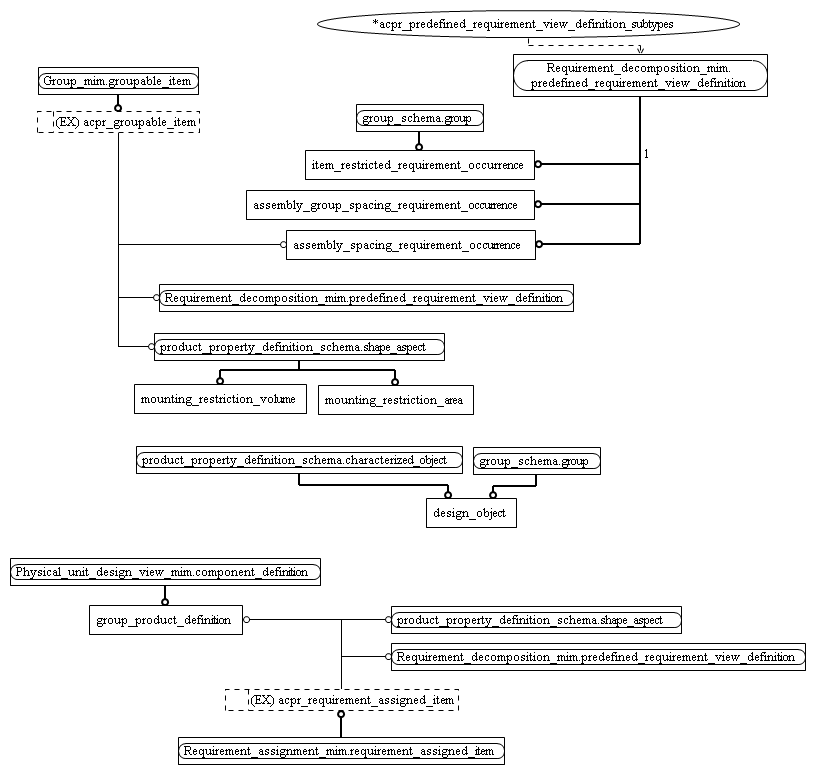 *acpr_predefined_requirement_view_definition_subtypes
Requirement_decomposition_mim.
predefined_requirement_view_definition
Group_mim.groupable_item
(EX) acpr_groupable_item
group_schema.group
1
item_restricted_requirement_occurrence
assembly_group_spacing_requirement_occurrence
assembly_spacing_requirement_occurrence
Requirement_decomposition_mim.predefined_requirement_view_definition
product_property_definition_schema.shape_aspect
mounting_restriction_volume
mounting_restriction_area
product_property_definition_schema.characterized_object
group_schema.group
design_object
Physical_unit_design_view_mim.component_definition
group_product_definition
product_property_definition_schema.shape_aspect
Requirement_decomposition_mim.predefined_requirement_view_definition
(EX) acpr_requirement_assigned_item
Requirement_assignment_mim.requirement_assigned_item